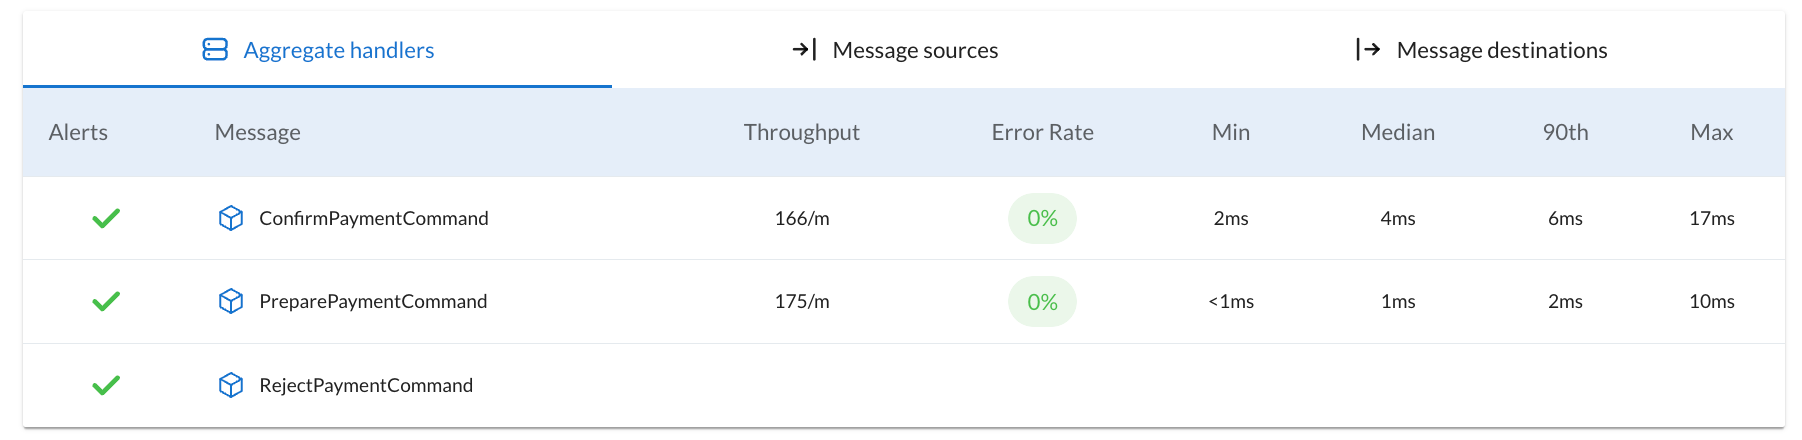 Aggregate handlers Message sources Message destinations
Alerts Message Throughput Error Rate Min Median 90th Max
ConfirmPaymentCommand 166/m 0% 2ms 4ms 6ms 17ms
PreparePaymentCommand 175/m 0% <1ms 1ms 2ms 10ms
RejectPaymentCommand